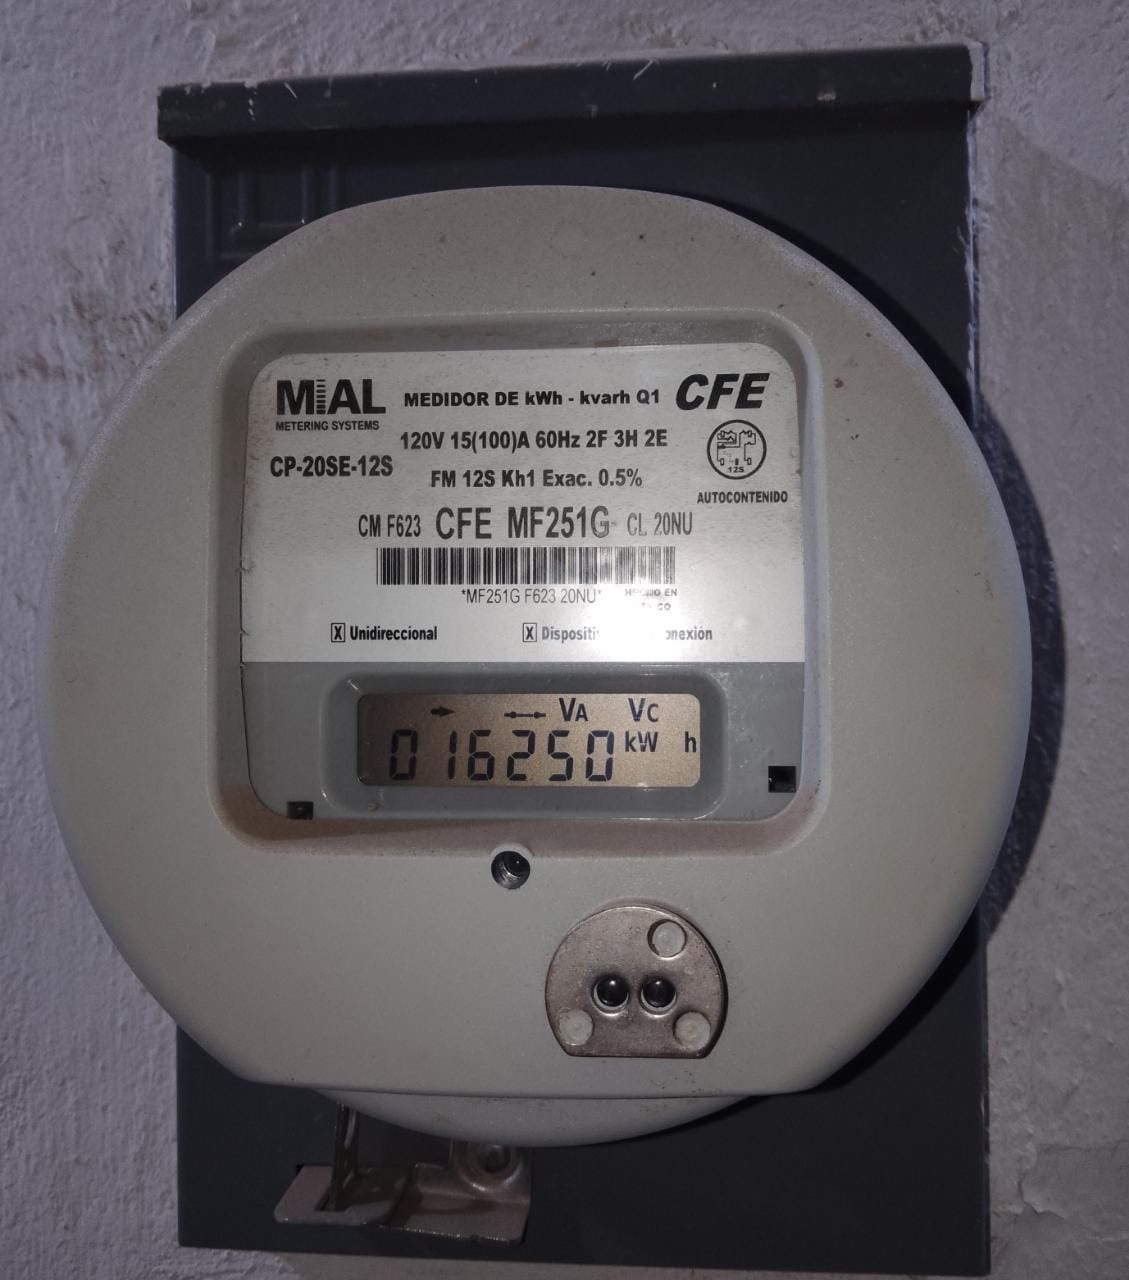 MIAL
METERING SYSTEMS
MEDIDOR DE kWh - kvarh Q1
CFE
120V 15(100)A 60Hz 2F 3H 2E
CP-20SE-12S
FM 12S Kh1 Exac. 0.5%
12S
AUTOCONTENIDO
CM F623 CFE MF251G CL 20NU
*MF251G F623 20NU*
EN
X Unidireccional
X
VA VC
016250 kW h